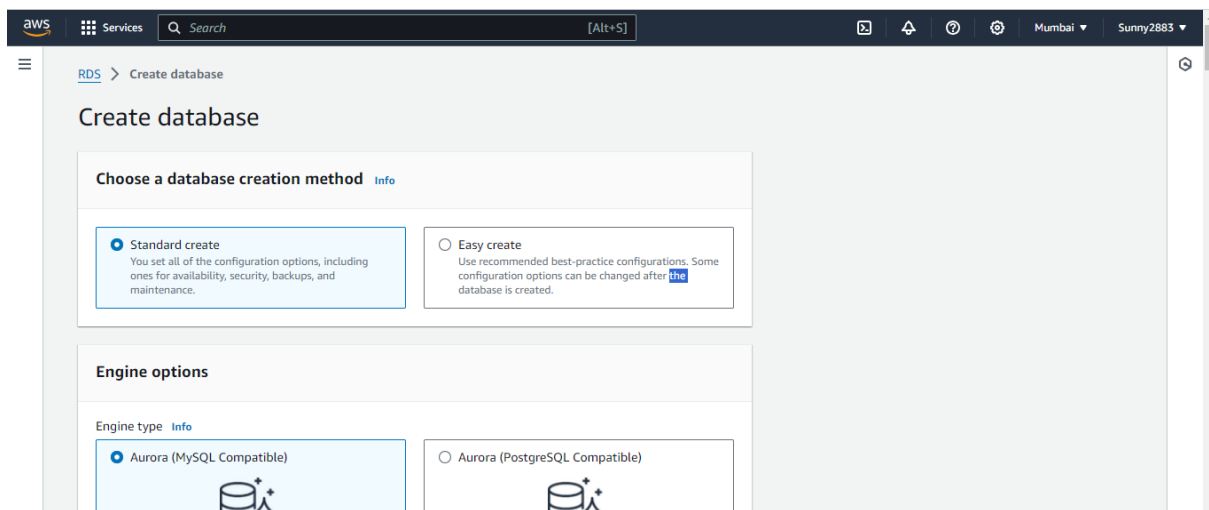 aws Services Search [Alt+S] Mumbai ▼ Sunny2883 ▼
RDS > Create database
Create database
Choose a database creation method Info
Standard create
You set all of the configuration options, including
ones for availability, security, backups, and
maintenance.
Easy create
Use recommended best-practice configurations. Some
configuration options can be changed after the
database is created.
Engine options
Engine type Info
Aurora (MySQL Compatible)
Aurora (PostgreSQL Compatible)